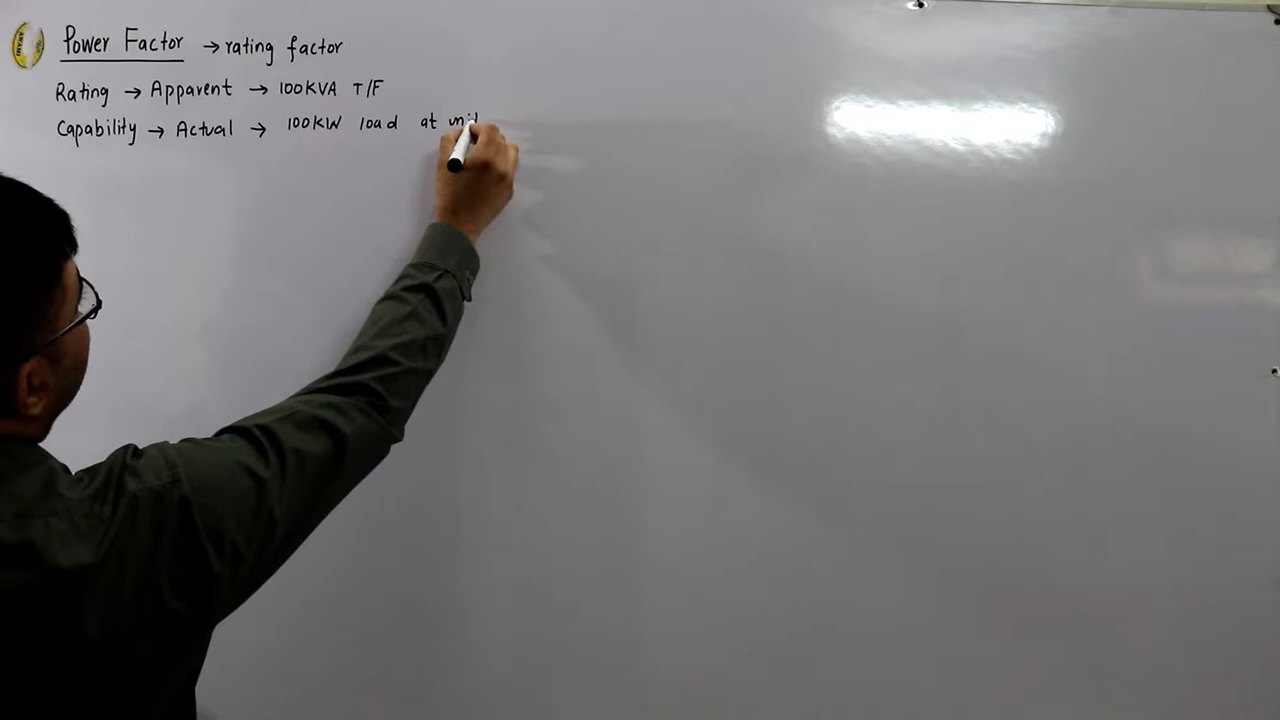 Power Factor → rating factor
Rating → Apparent → 100KVA T/F
Capability → Actual → 100KW load at